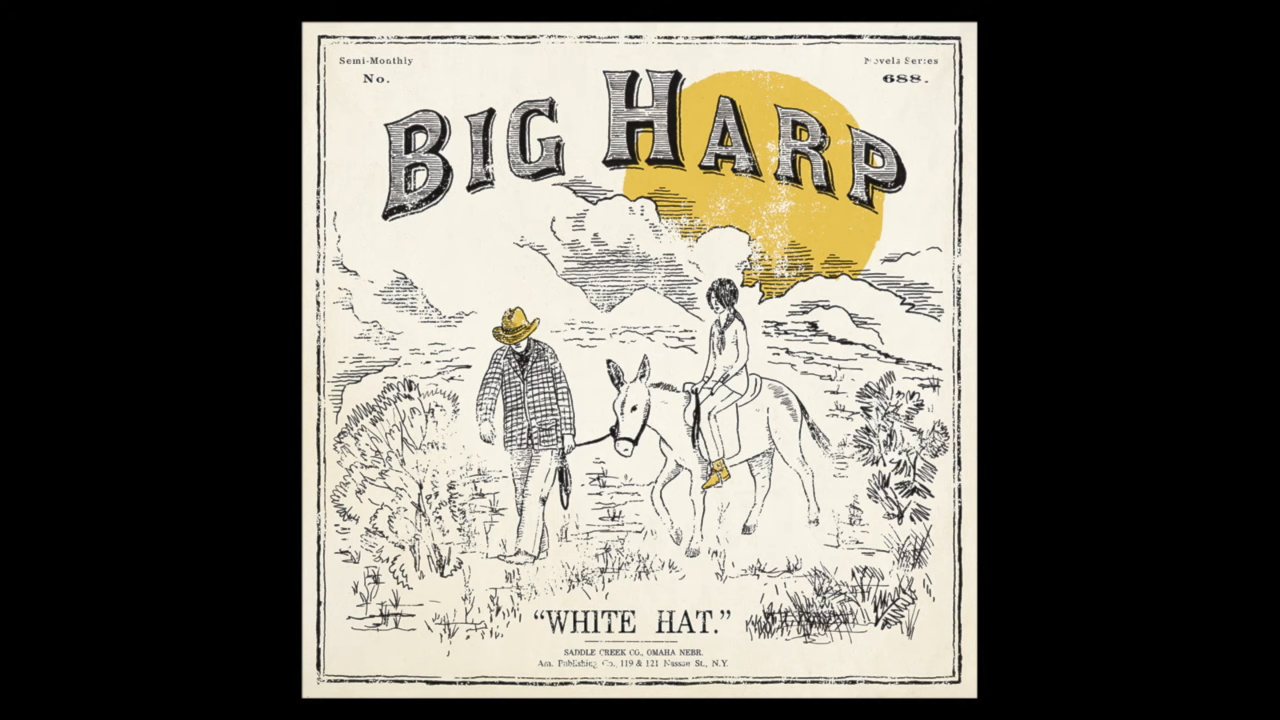 Semi-Monthly
No.
Novels Series
688.
BIG HARP
“WHITE HAT.”
SADDLE CREEK CO., OMAHA NEBR.
Am. Publishing Co., 119 & 121 Nassau St., N.Y.